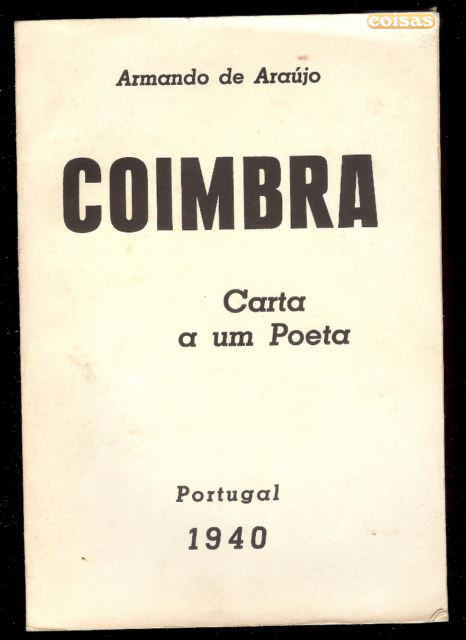 coisas
Armando de Araújo
COIMBRA
Carta
a um Poeta
Portugal
1940